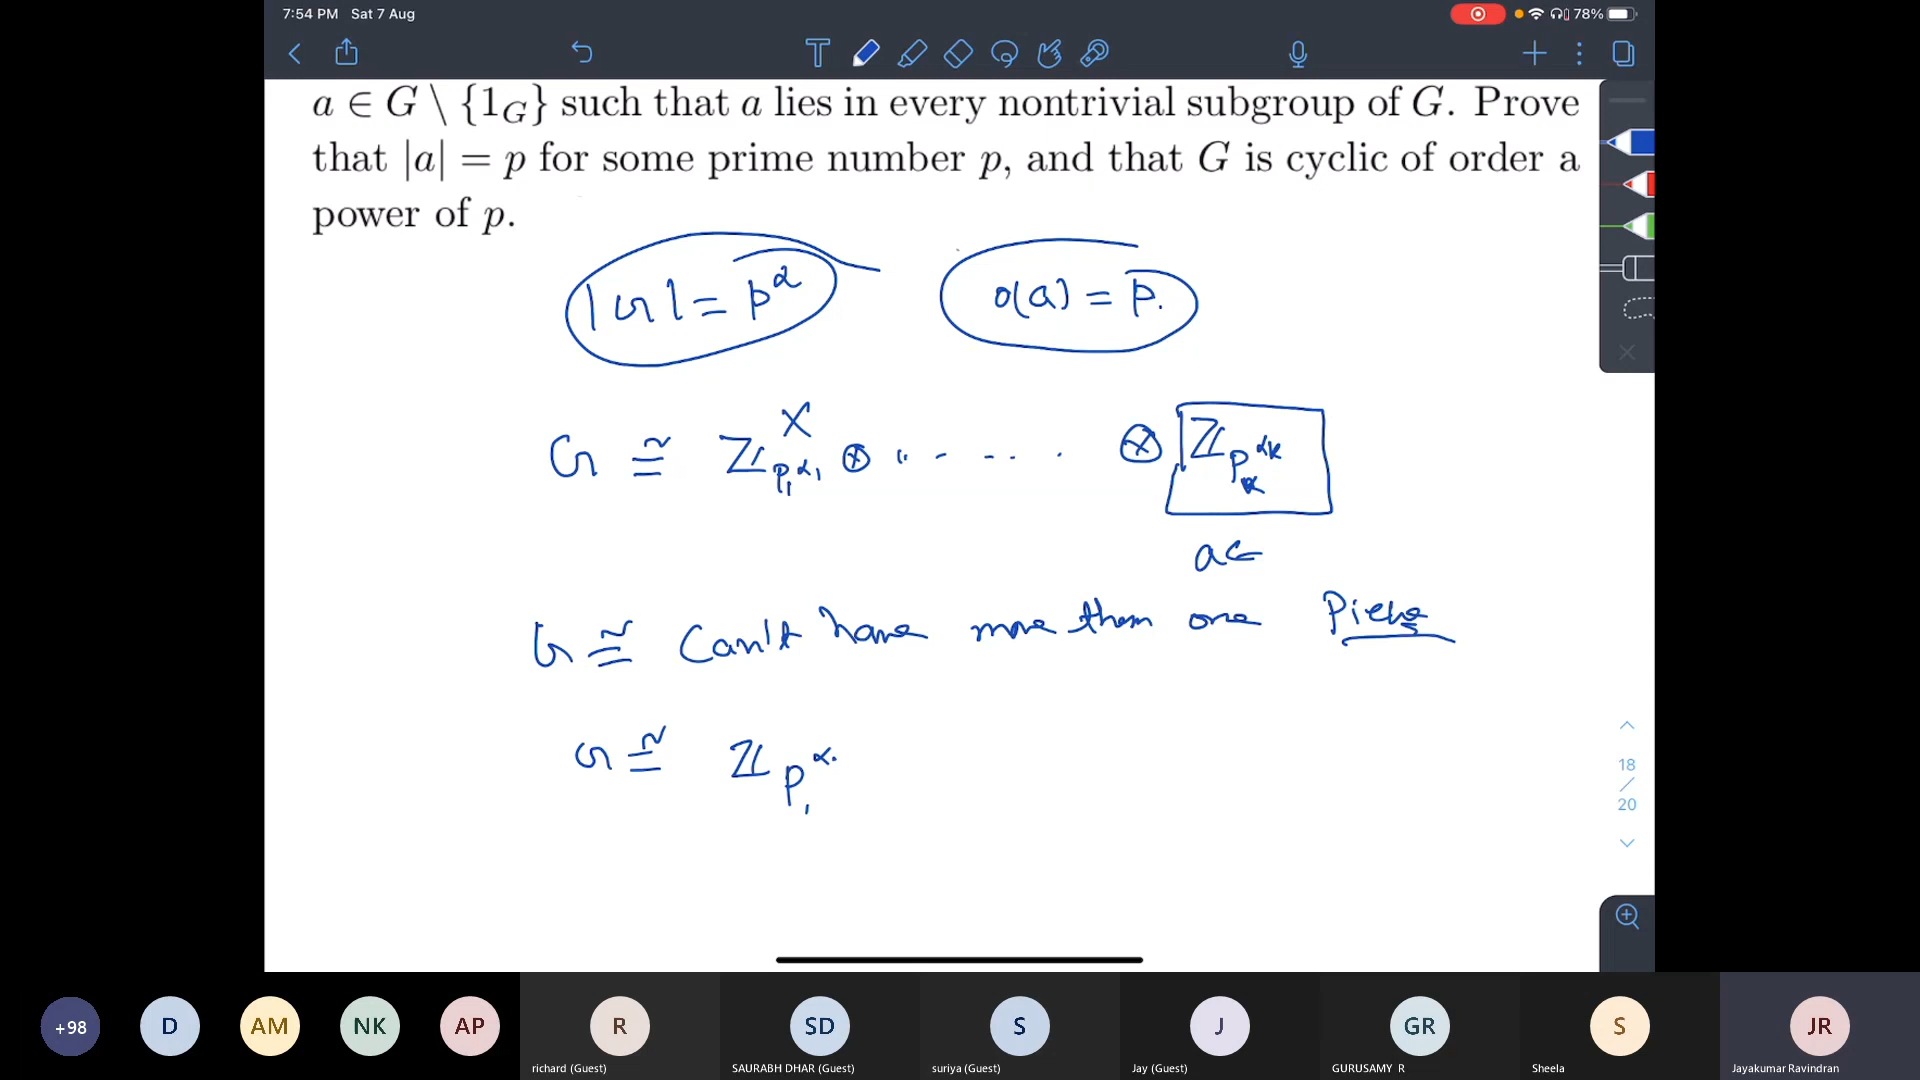 7:54 PM Sat 7 Aug 78%
a ∈ G \ {1_G} such that a lies in every nontrivial subgroup of G. Prove
that |a| = p for some prime number p, and that G is cyclic of order a
power of p.
|G| = p^α o(a) = p.
X
G ≅ ℤ_{p_1^{α_1}} ⊗ ..... ⊗ ℤ_{p_k^{α_k}}
a∈
G ≅ Can't have more than one Piece
G ≅ ℤ_{p_1^α}.
18
/
20
+98 D AM NK AP R SD S J GR S JR
richard (Guest) SAURABH DHAR (Guest) suriya (Guest) Jay (Guest) GURUSAMY R Sheela Jayakumar Ravindran